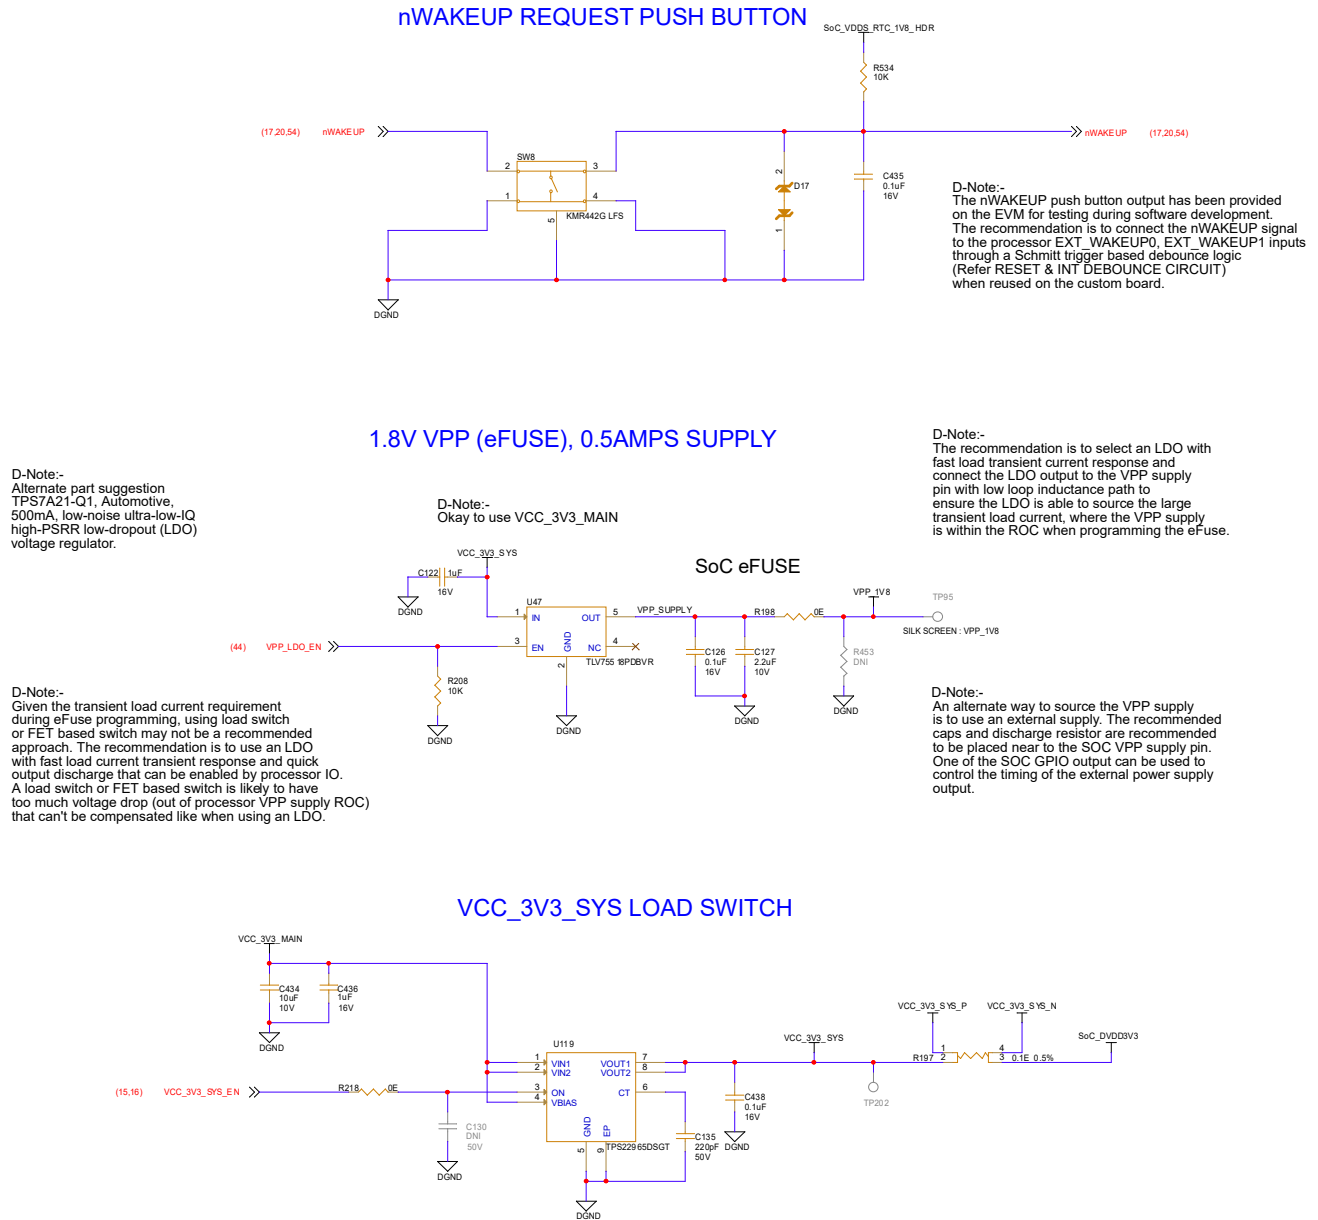 nWAKEUP REQUEST PUSH BUTTON
SoC_VDDS_RTC_1V8_HDR
R534
10K
(17,20,54) nWAKEUP
nWAKEUP (17,20,54)
SW8
2
3
1
4
5
KMR442G LFS
2
D17
1
C435
0.1uF
16V
DGND
D-Note:-
The nWAKEUP push button output has been provided
on the EVM for testing during software development.
The recommendation is to connect the nWAKEUP signal
to the processor EXT_WAKEUP0, EXT_WAKEUP1 inputs
through a Schmitt trigger based debounce logic
(Refer RESET & INT DEBOUNCE CIRCUIT)
when reused on the custom board.
1.8V VPP (eFUSE), 0.5AMPS SUPPLY
D-Note:-
The recommendation is to select an LDO with
fast load transient current response and
connect the LDO output to the VPP supply
pin with low loop inductance path to
ensure the LDO is able to source the large
transient load current, where the VPP supply
is within the ROC when programming the eFuse.
D-Note:-
Alternate part suggestion
TPS7A21-Q1, Automotive,
500mA, low-noise ultra-low-IQ
high-PSRR low-dropout (LDO)
voltage regulator.
D-Note:-
Okay to use VCC_3V3_MAIN
VCC_3V3_SYS
C122
1uF
16V
DGND
SoC eFUSE
U47
1
IN
OUT
5
3
EN
GND
NC
4
2
TLV755 18PDBVR
VPP_SUPPLY
R198
0E
VPP_1V8
TP95
SILK SCREEN : VPP_1V8
(44) VPP_LDO_EN
R208
10K
DGND
DGND
C126
0.1uF
16V
C127
2.2uF
10V
DGND
R453
DNI
DGND
D-Note:-
Given the transient load current requirement
during eFuse programming, using load switch
or FET based switch may not be a recommended
approach. The recommendation is to use an LDO
with fast load current transient response and quick
output discharge that can be enabled by processor IO.
A load switch or FET based switch is likely to have
too much voltage drop (out of processor VPP supply ROC)
that can't be compensated like when using an LDO.
D-Note:-
An alternate way to source the VPP supply
is to use an external supply. The recommended
caps and discharge resistor are recommended
to be placed near to the SOC VPP supply pin.
One of the SOC GPIO output can be used to
control the timing of the external power supply
output.
VCC_3V3_SYS LOAD SWITCH
VCC_3V3_MAIN
C434
10uF
10V
C436
1uF
16V
DGND
U119
1
VIN1
2
VIN2
3
ON
4
VBIAS
VOUT1
7
VOUT2
8
CT
6
GND
EP
5
9
TPS22965DSGT
(15,16) VCC_3V3_SYS_EN
R218
0E
C130
DNI
50V
DGND
C135
220pF
50V
DGND
VCC_3V3_SYS
C438
0.1uF
16V
DGND
TP202
VCC_3V3_SYS_P
VCC_3V3_SYS_N
R197
1
2
4
3
0.1E 0.5%
SoC_DVDD3V3